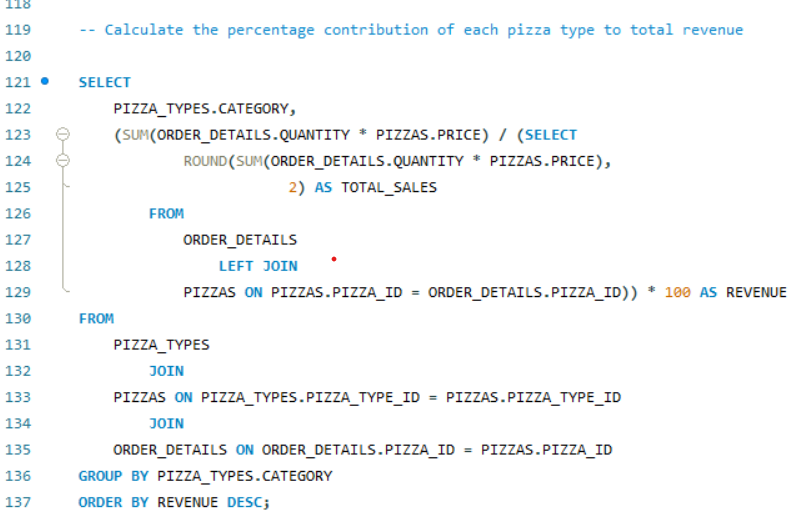 118
119 -- Calculate the percentage contribution of each pizza type to total revenue
120
121 SELECT
122 PIZZA_TYPES.CATEGORY,
123 (SUM(ORDER_DETAILS.QUANTITY * PIZZAS.PRICE) / (SELECT
124 ROUND(SUM(ORDER_DETAILS.QUANTITY * PIZZAS.PRICE),
125 2) AS TOTAL_SALES
126 FROM
127 ORDER_DETAILS
128 LEFT JOIN
129 PIZZAS ON PIZZAS.PIZZA_ID = ORDER_DETAILS.PIZZA_ID)) * 100 AS REVENUE
130 FROM
131 PIZZA_TYPES
132 JOIN
133 PIZZAS ON PIZZA_TYPES.PIZZA_TYPE_ID = PIZZAS.PIZZA_TYPE_ID
134 JOIN
135 ORDER_DETAILS ON ORDER_DETAILS.PIZZA_ID = PIZZAS.PIZZA_ID
136 GROUP BY PIZZA_TYPES.CATEGORY
137 ORDER BY REVENUE DESC;